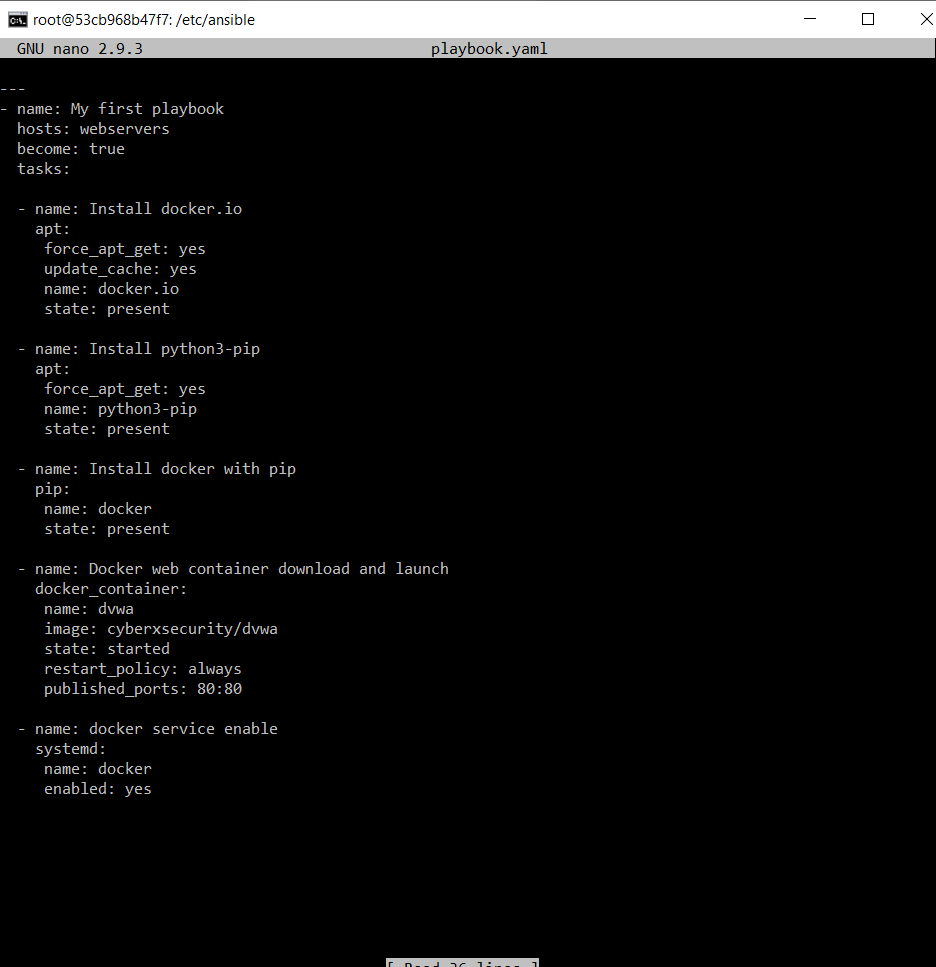 root@53cb968b47f7: /etc/ansible
GNU nano 2.9.3 playbook.yaml
---
- name: My first playbook
  hosts: webservers
  become: true
  tasks:

  - name: Install docker.io
    apt:
     force_apt_get: yes
     update_cache: yes
     name: docker.io
     state: present

  - name: Install python3-pip
    apt:
     force_apt_get: yes
     name: python3-pip
     state: present

  - name: Install docker with pip
    pip:
     name: docker
     state: present

  - name: Docker web container download and launch
    docker_container:
     name: dvwa
     image: cyberxsecurity/dvwa
     state: started
     restart_policy: always
     published_ports: 80:80

  - name: docker service enable
    systemd:
     name: docker
     enabled: yes

[ Read 36 lines ]